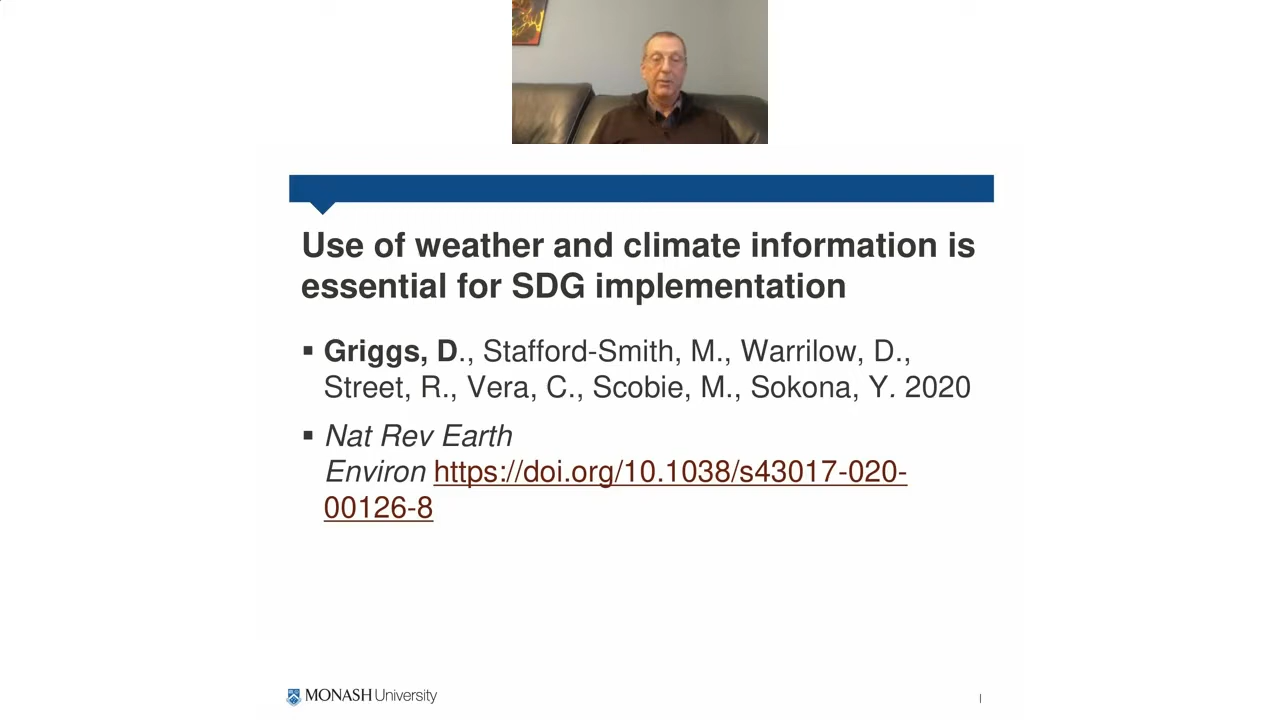 Use of weather and climate information is
essential for SDG implementation
▪ Griggs, D., Stafford-Smith, M., Warrilow, D.,
Street, R., Vera, C., Scobie, M., Sokona, Y. 2020
▪ Nat Rev Earth
Environ https://doi.org/10.1038/s43017-020-
00126-8
MONASH University